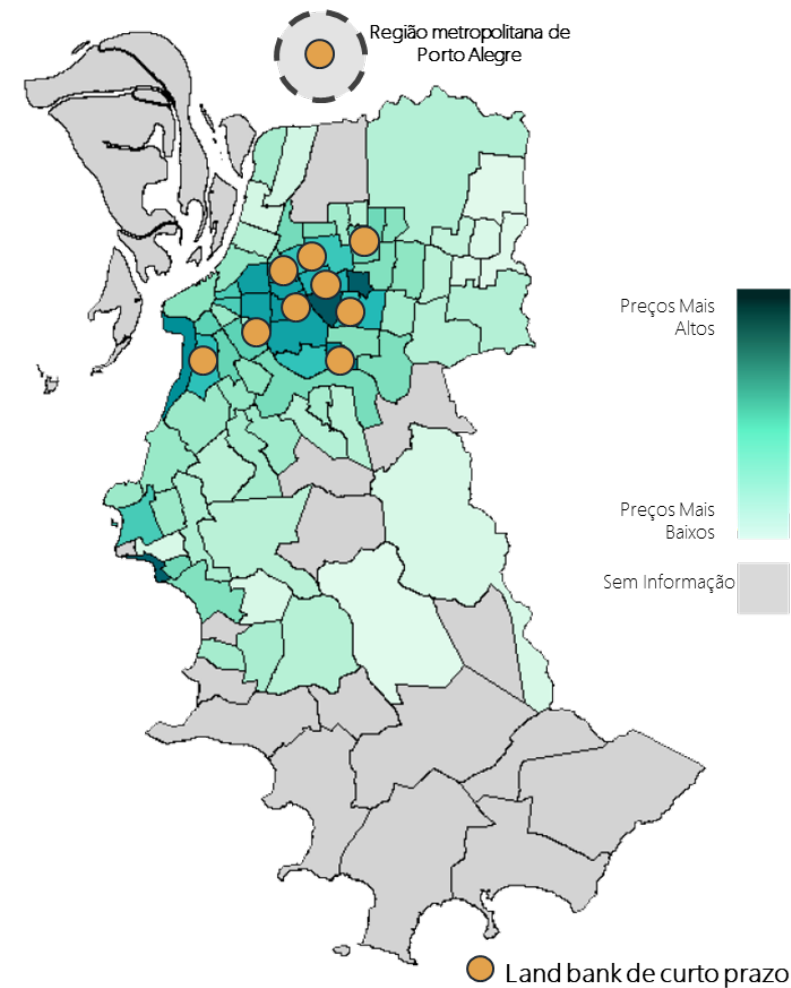 Região metropolitana de
Porto Alegre
Preços Mais
Altos
Preços Mais
Baixos
Sem Informação
Land bank de curto prazo